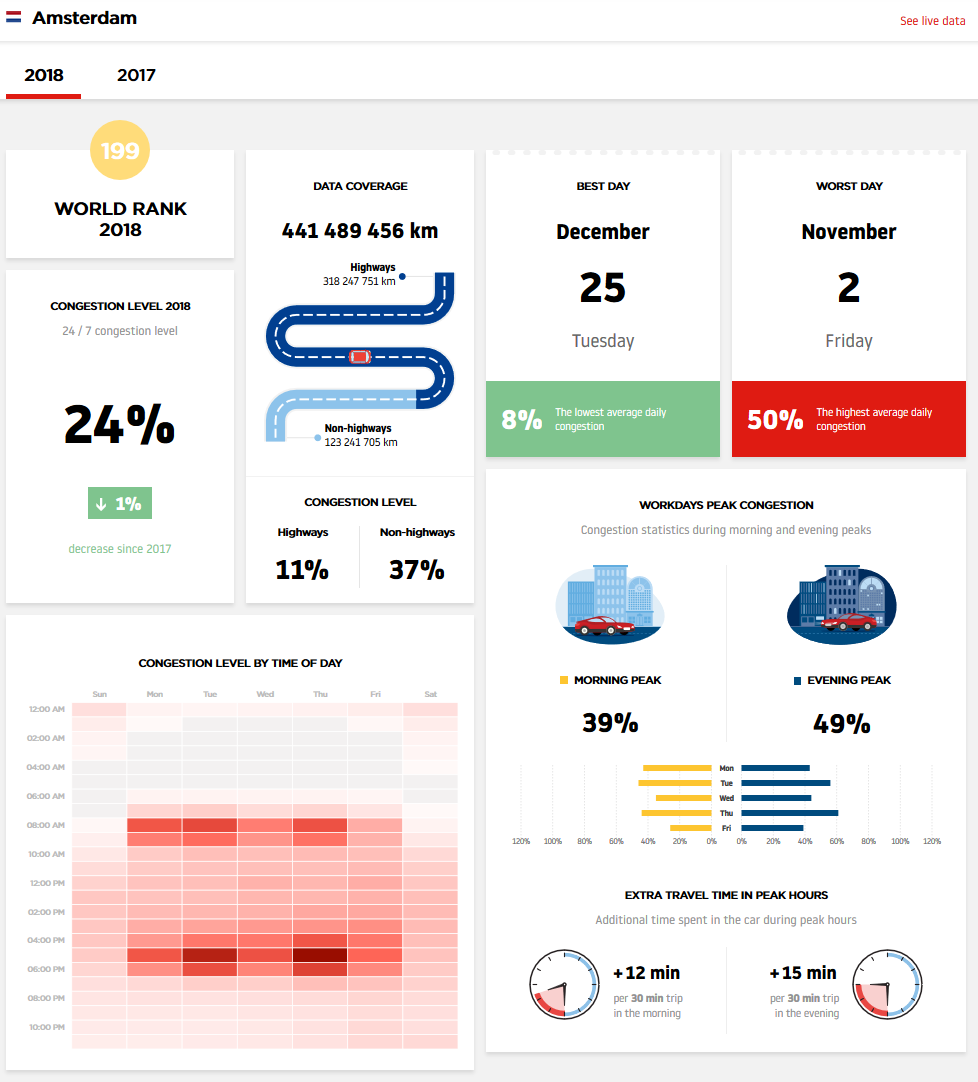 Amsterdam
See live data
2018
2017
199
WORLD RANK
2018
CONGESTION LEVEL 2018
24 / 7 congestion level
24%
1%
decrease since 2017
DATA COVERAGE
441 489 456 km
Highways
318 247 751 km
Non-highways
123 241 705 km
CONGESTION LEVEL
Highways
Non-highways
11%
37%
BEST DAY
December
25
Tuesday
8%
The lowest average daily
congestion
WORST DAY
November
2
Friday
50%
The highest average daily
congestion
CONGESTION LEVEL BY TIME OF DAY
Sun Mon Tue Wed Thu Fri Sat
12:00 AM
02:00 AM
04:00 AM
06:00 AM
08:00 AM
10:00 AM
12:00 PM
02:00 PM
04:00 PM
06:00 PM
08:00 PM
10:00 PM
WORKDAYS PEAK CONGESTION
Congestion statistics during morning and evening peaks
MORNING PEAK
39%
EVENING PEAK
49%
Mon
Tue
Wed
Thu
Fri
120% 100% 80% 60% 40% 20% 0% 0% 20% 40% 60% 80% 100% 120%
EXTRA TRAVEL TIME IN PEAK HOURS
Additional time spent in the car during peak hours
+12 min
per 30 min trip
in the morning
+15 min
per 30 min trip
in the evening